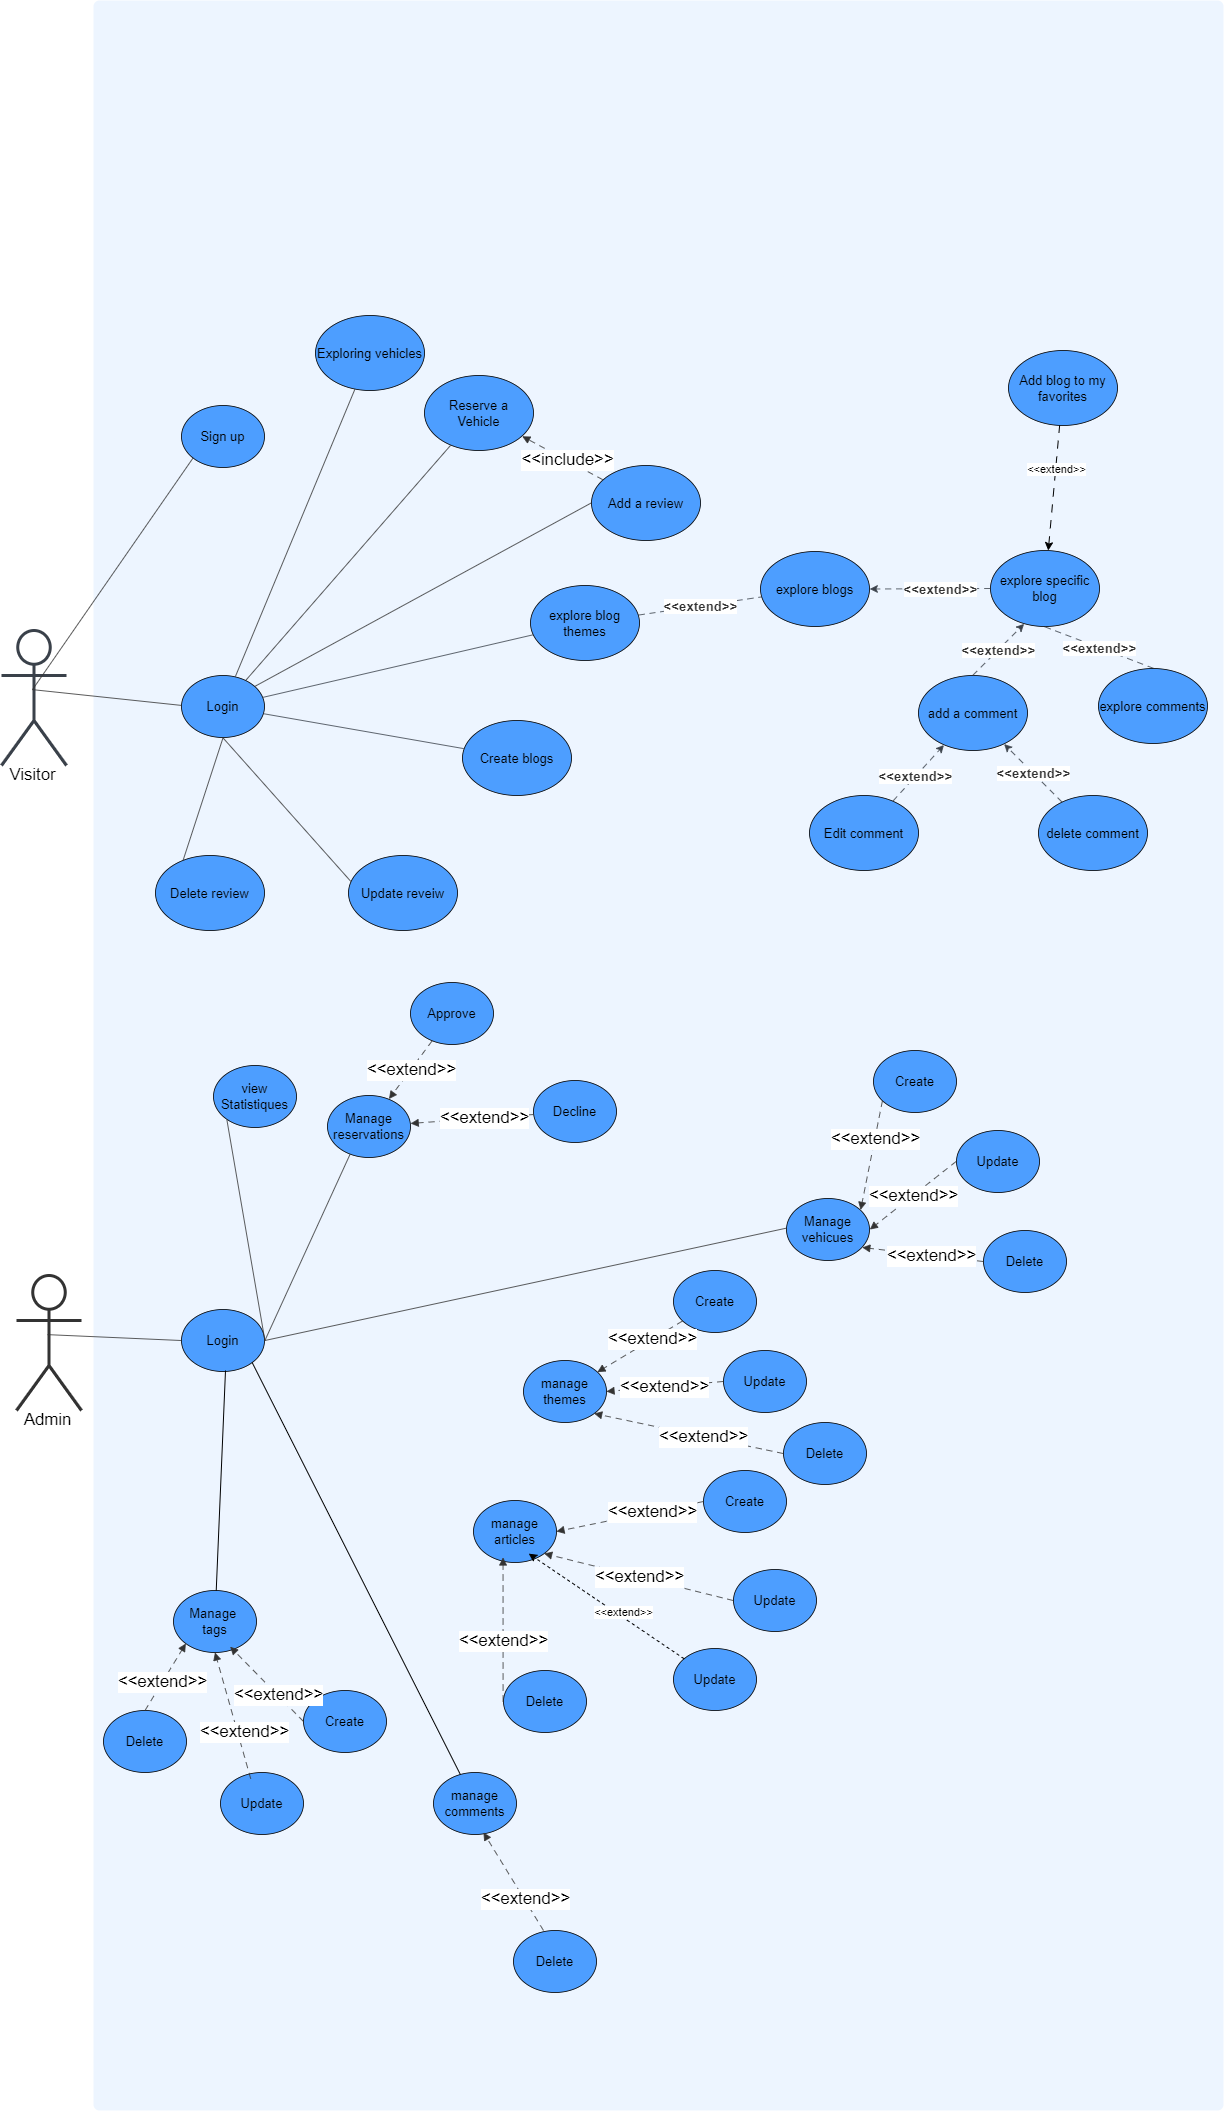 Exploring vehicles
Reserve a
Vehicle
Sign up
<<include>>
Add a review
Add blog to my
favorites
<<extend>>
explore blog
themes
<<extend>>
explore blogs
<<extend>>
explore specific
blog
<<extend>>
<<extend>>
add a comment
explore comments
<<extend>>
<<extend>>
Edit comment
delete comment
Login
Create blogs
Visitor
Delete review
Update reveiw
Approve
<<extend>>
view
Statistiques
Manage
reservations
<<extend>>
Decline
Create
<<extend>>
Update
<<extend>>
Manage
vehicues
<<extend>>
Delete
Create
<<extend>>
Login
manage
themes
<<extend>>
Update
Admin
<<extend>>
Delete
Create
<<extend>>
manage
articles
<<extend>>
Update
<<extend>>
<<extend>>
Update
Delete
Manage
tags
<<extend>>
<<extend>>
<<extend>>
Delete
Create
Update
manage
comments
<<extend>>
Delete